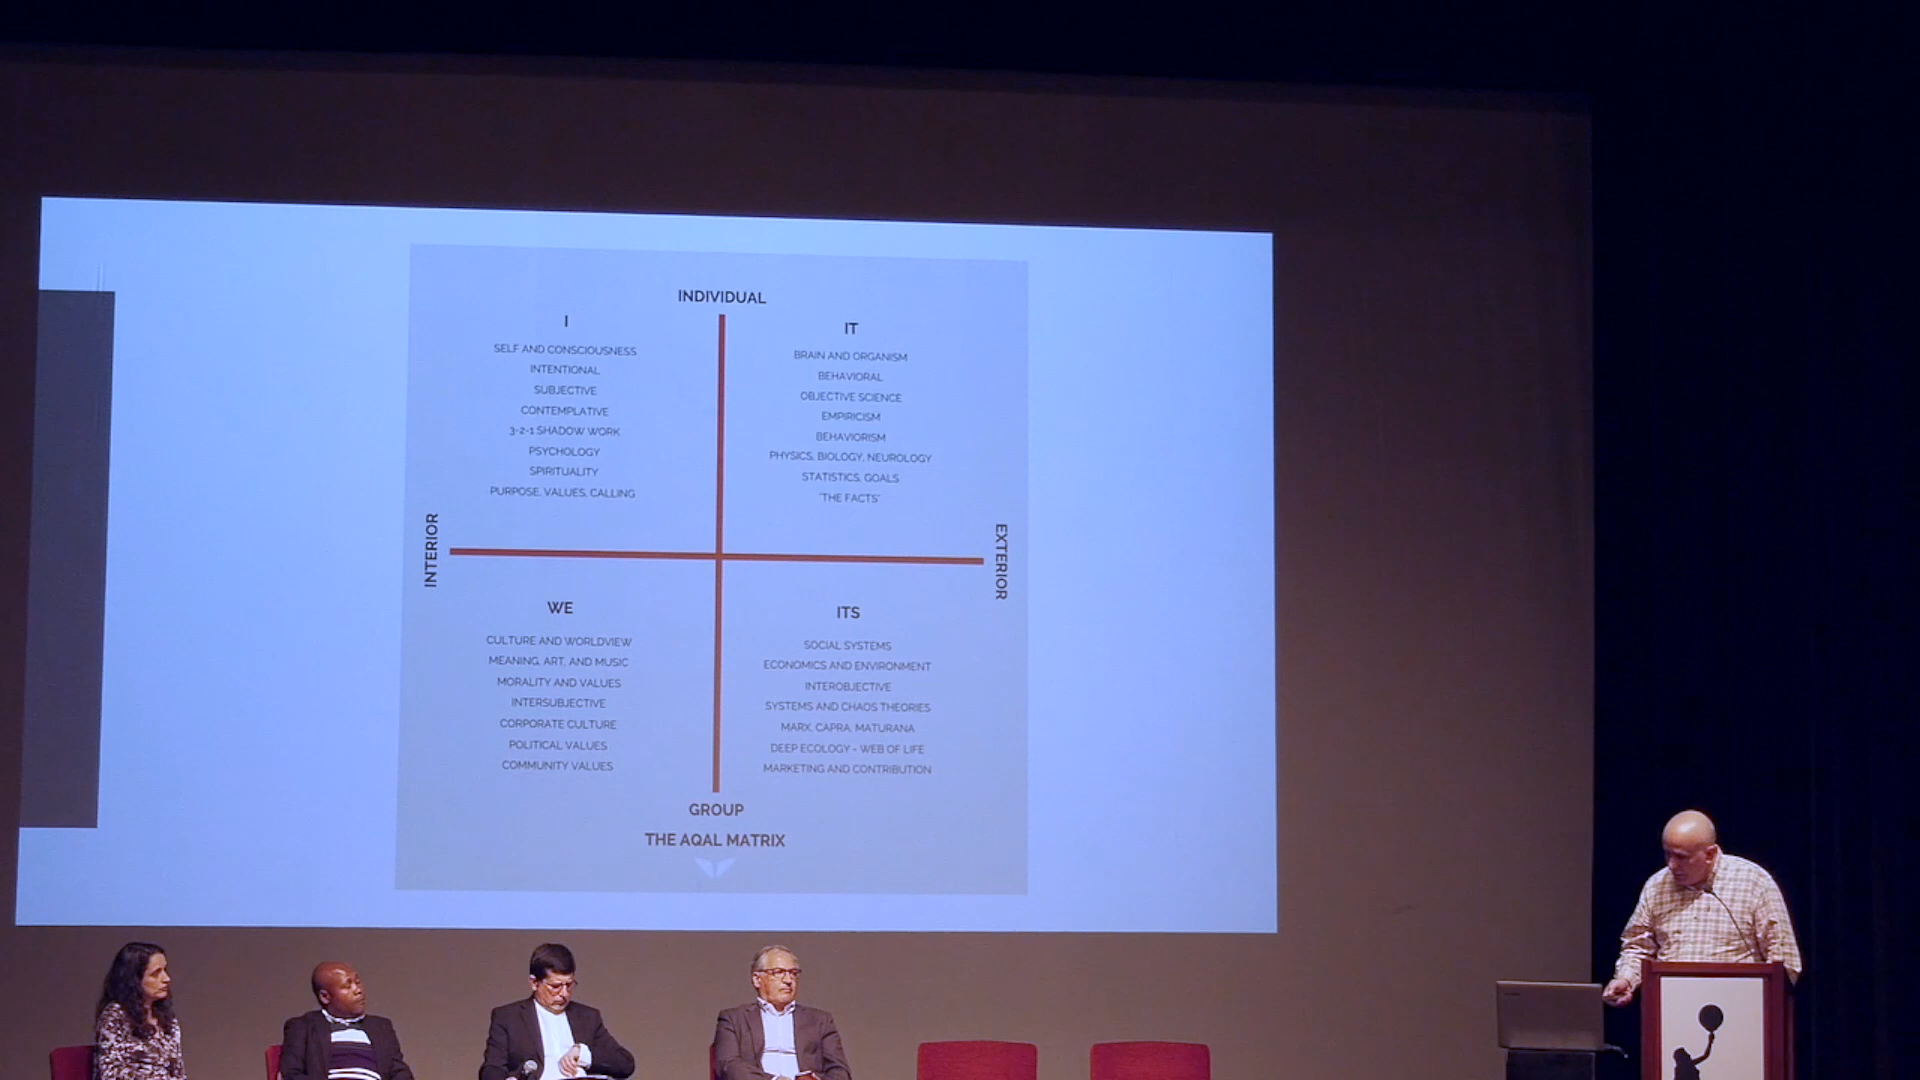 INDIVIDUAL
I
SELF AND CONSCIOUSNESS
INTENTIONAL
SUBJECTIVE
CONTEMPLATIVE
3-2-1 SHADOW WORK
PSYCHOLOGY
SPIRITUALITY
PURPOSE, VALUES, CALLING
IT
BRAIN AND ORGANISM
BEHAVIORAL
OBJECTIVE SCIENCE
EMPIRICISM
BEHAVIORISM
PHYSICS, BIOLOGY, NEUROLOGY
STATISTICS, GOALS
"THE FACTS"
INTERIOR
EXTERIOR
WE
CULTURE AND WORLDVIEW
MEANING, ART, AND MUSIC
MORALITY AND VALUES
INTERSUBJECTIVE
CORPORATE CULTURE
POLITICAL VALUES
COMMUNITY VALUES
ITS
SOCIAL SYSTEMS
ECONOMICS AND ENVIRONMENT
INTEROBJECTIVE
SYSTEMS AND CHAOS THEORIES
MARX, CAPRA, MATURANA
DEEP ECOLOGY - WEB OF LIFE
MARKETING AND CONTRIBUTION
GROUP
THE AQAL MATRIX